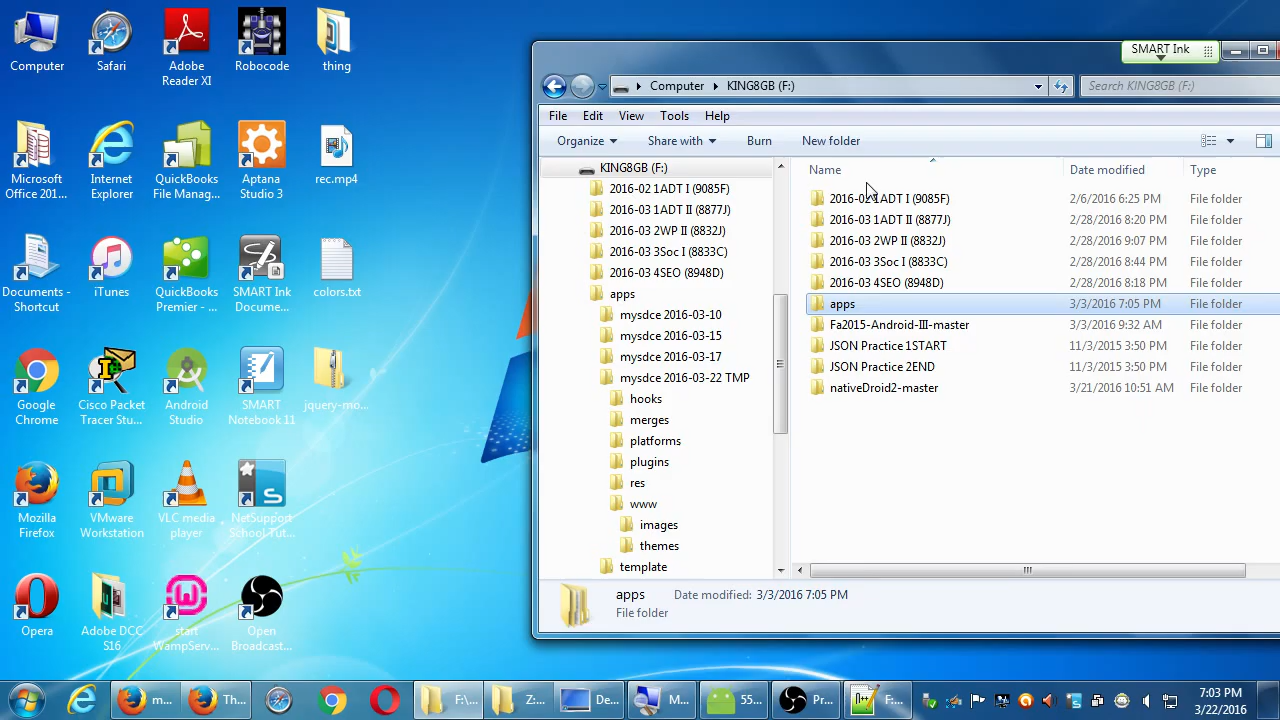 Computer
Safari
Adobe
Reader XI
Robocode
thing
Microsoft
Office 201...
Internet
Explorer
QuickBooks
File Manag...
Aptana
Studio 3
rec.mp4
Documents -
Shortcut
iTunes
QuickBooks
Premier - ...
SMART Ink
Docume...
colors.txt
Google
Chrome
Cisco Packet
Tracer Stu...
Android
Studio
SMART
Notebook 11
jquery-mo...
Mozilla
Firefox
VMware
Workstation
VLC media
player
NetSupport
School Tut...
Opera
Adobe DCC
S16
start
WampServ...
Open
Broadcast...
SMART Ink
Computer
KING8GB (F:)
Search KING8GB (F:)
File
Edit
View
Tools
Help
Organize
Share with
Burn
New folder
KING8GB (F:)
2016-02 1ADT I (9085F)
2016-03 1ADT II (8877J)
2016-03 2WP II (8832J)
2016-03 3Soc I (8833C)
2016-03 4SEO (8948D)
apps
mysdce 2016-03-10
mysdce 2016-03-15
mysdce 2016-03-17
mysdce 2016-03-22 TMP
hooks
merges
platforms
plugins
res
www
images
themes
template
Name
Date modified
Type
2016-02 1ADT I (9085F)
2/6/2016 6:25 PM
File folder
2016-03 1ADT II (8877J)
2/28/2016 8:20 PM
File folder
2016-03 2WP II (8832J)
2/28/2016 9:07 PM
File folder
2016-03 3Soc I (8833C)
2/28/2016 8:44 PM
File folder
2016-03 4SEO (8948D)
2/28/2016 8:18 PM
File folder
apps
3/3/2016 7:05 PM
File folder
Fa2015-Android-III-master
3/3/2016 9:32 AM
File folder
JSON Practice 1START
11/3/2015 3:50 PM
File folder
JSON Practice 2END
11/3/2015 3:50 PM
File folder
nativeDroid2-master
3/21/2016 10:51 AM
File folder
apps
Date modified: 3/3/2016 7:05 PM
File folder
m...
Th...
F:\...
Z:...
De...
M...
55...
Pr...
F:...
7:03 PM
3/22/2016